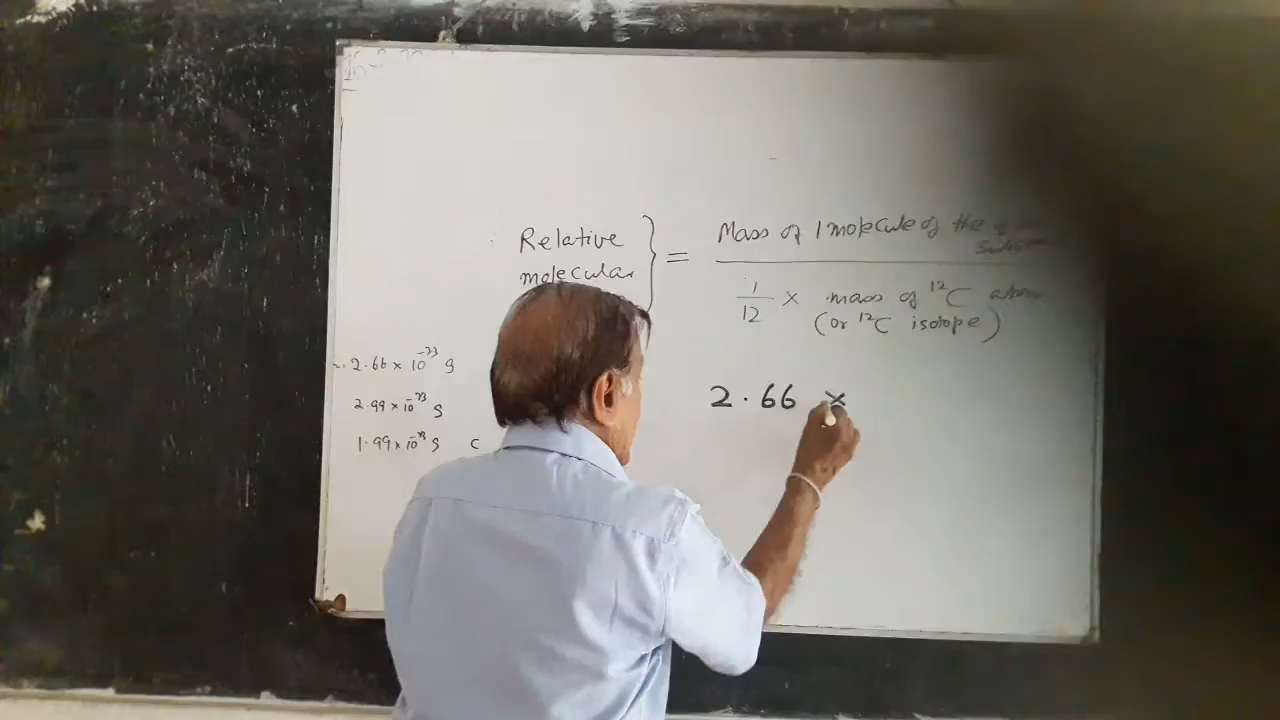 Relative
molecular
} = Mass of 1 molecule of the
1/12 × mass of ¹²C atom
(or ¹²C isotope)
2.66 × 10⁻²³ g
2.99 × 10⁻²³ g
1.99 × 10⁻²³ g C
2.66 ×